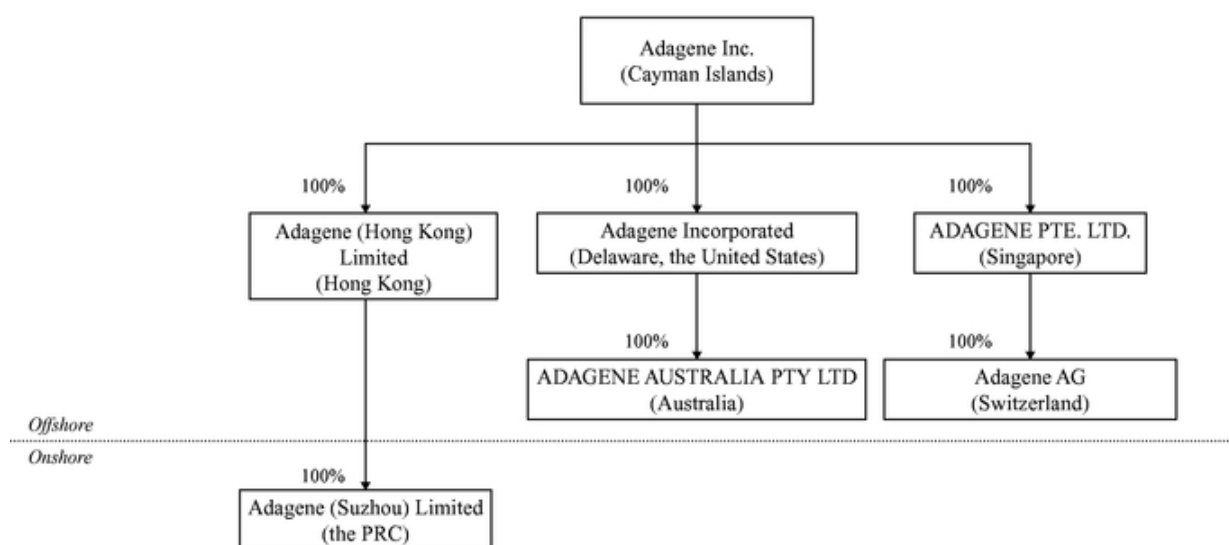 Adagene Inc.
(Cayman Islands)
100%
100%
100%
Adagene (Hong Kong)
Limited
(Hong Kong)
Adagene Incorporated
(Delaware, the United States)
ADAGENE PTE. LTD.
(Singapore)
100%
100%
ADAGENE AUSTRALIA PTY LTD
(Australia)
Adagene AG
(Switzerland)
Offshore
Onshore
100%
Adagene (Suzhou) Limited
(the PRC)